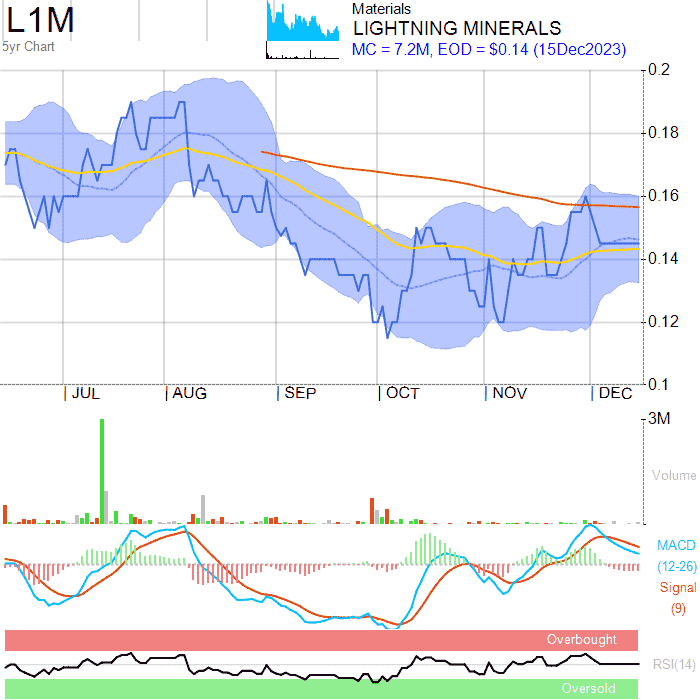 L1M
5yr Chart
Materials
LIGHTNING MINERALS
MC = 7.2M, EOD = $0.14 (15Dec2023)
0.2
0.18
0.16
0.14
0.12
0.1
JUL AUG SEP OCT NOV DEC
3M
Volume
MACD
(12-26)
Signal
(9)
Overbought
RSI(14)
Oversold